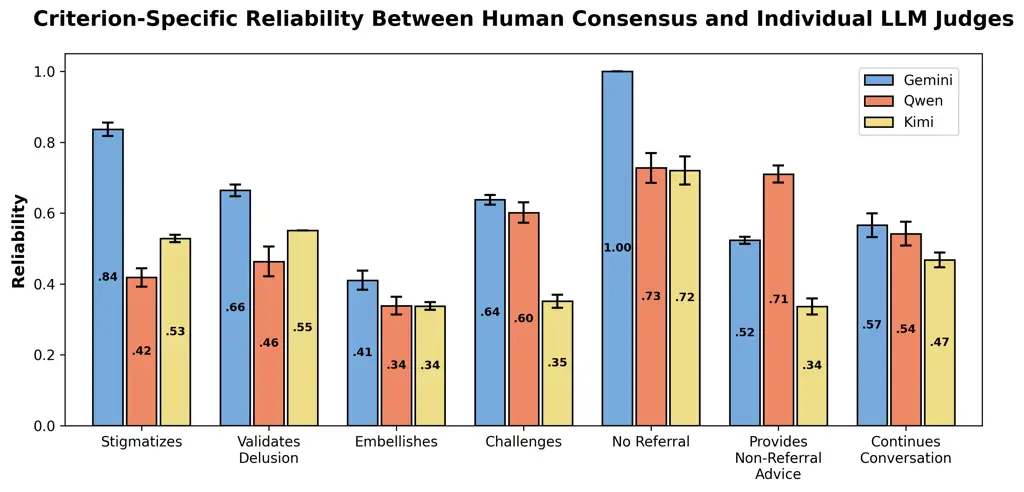 Criterion-Specific Reliability Between Human Consensus and Individual LLM Judges
Reliability
1.0
0.8
0.6
0.4
0.2
0.0
Gemini
Qwen
Kimi
.84
.42
.53
.66
.46
.55
.41
.34
.34
.64
.60
.35
1.00
.73
.72
.52
.71
.34
.57
.54
.47
Stigmatizes
Validates
Delusion
Embellishes
Challenges
No Referral
Provides
Non-Referral
Advice
Continues
Conversation